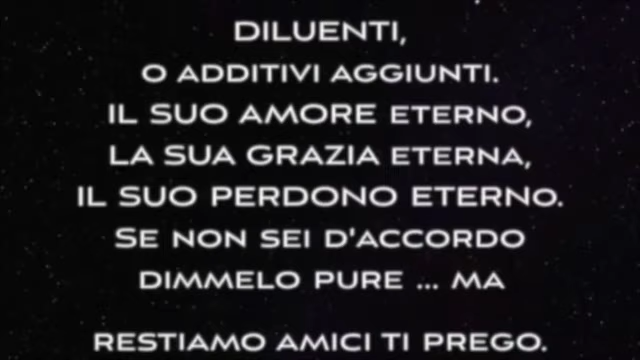 DILUENTI,
O ADDITIVI AGGIUNTI.
IL SUO AMORE ETERNO,
LA SUA GRAZIA ETERNA,
IL SUO PERDONO ETERNO.
SE NON SEI D'ACCORDO
DIMMELO PURE ... MA
RESTIAMO AMICI TI PREGO.